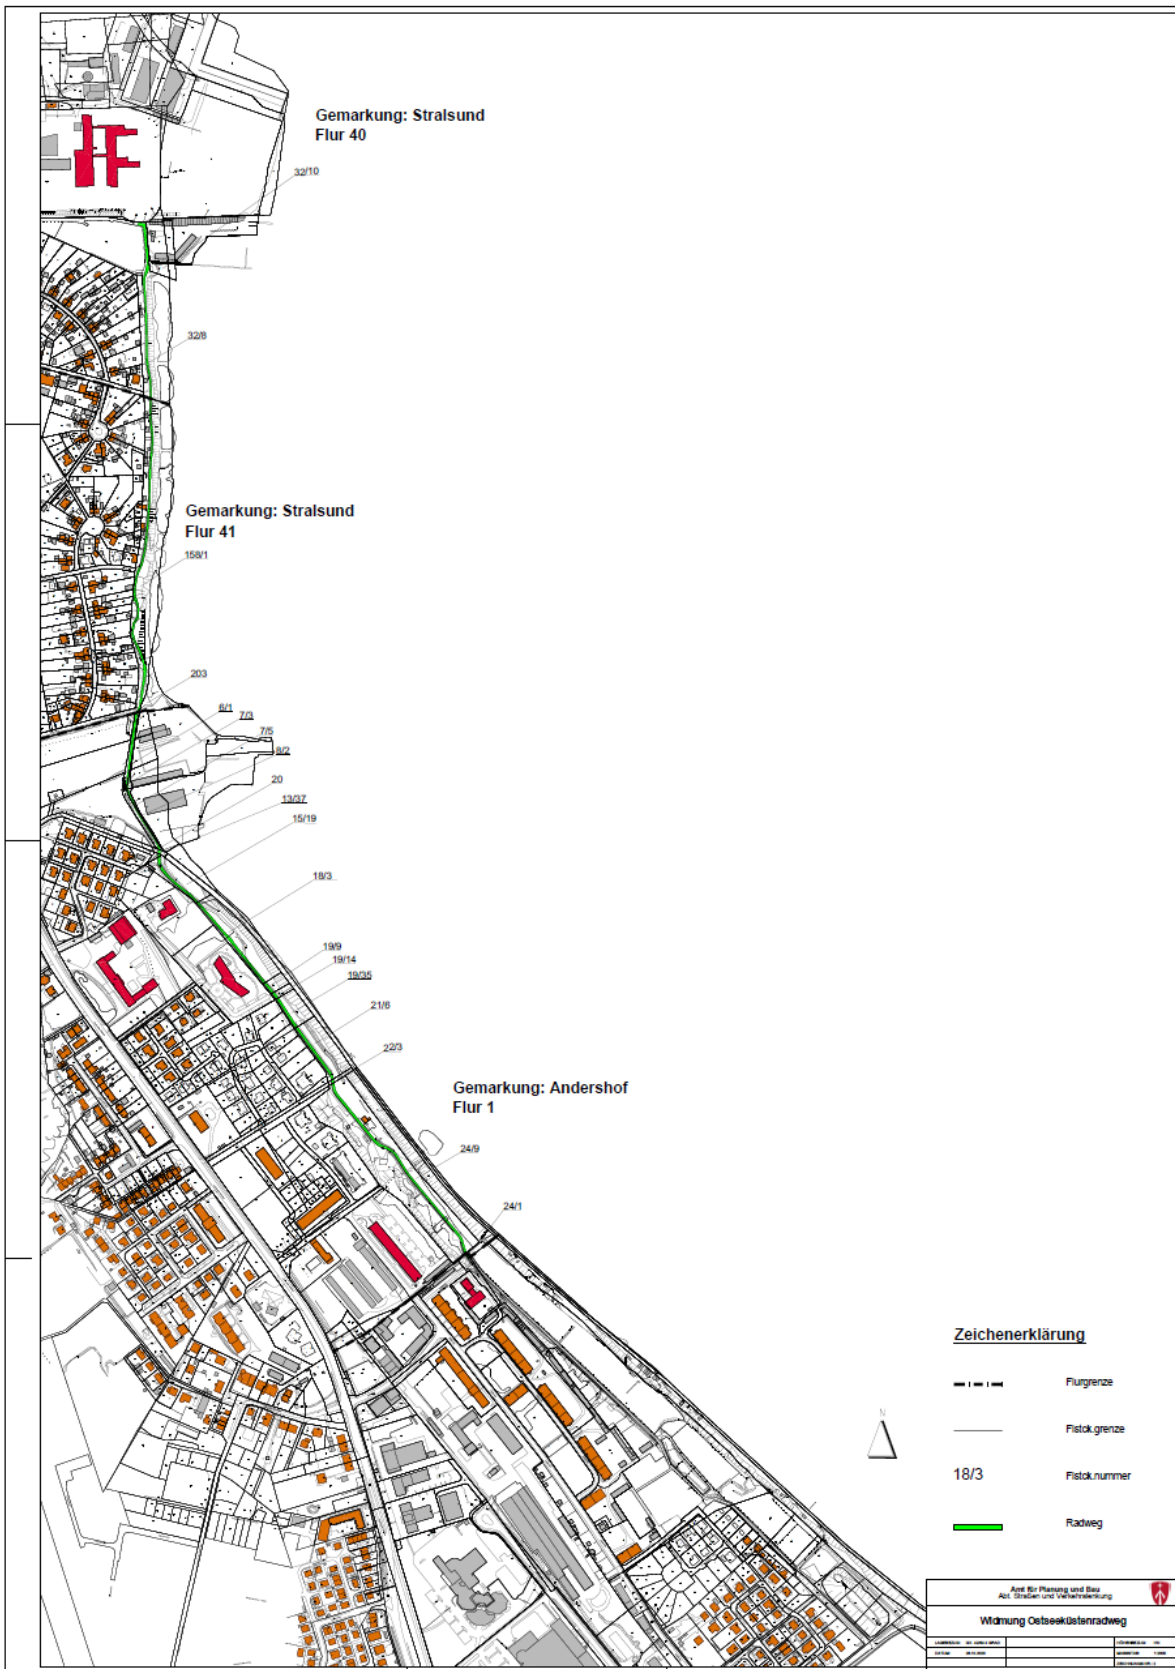 Gemarkung: Stralsund
Flur 40
32/10
32/8
Gemarkung: Stralsund
Flur 41
158/1
203
6/1
7/3
7/5
8/2
20
13/37
15/19
18/3
19/9
19/14
19/35
21/6
22/3
Gemarkung: Andershof
Flur 1
24/9
24/1
Zeichenerklärung
Flurgrenze
N
Flstck.grenze
18/3
Flstck.nummer
Radweg
Amt für Planung und Bau
Abt. Straßen und Verkehrslenkung
Widmung Ostseeküstenradweg